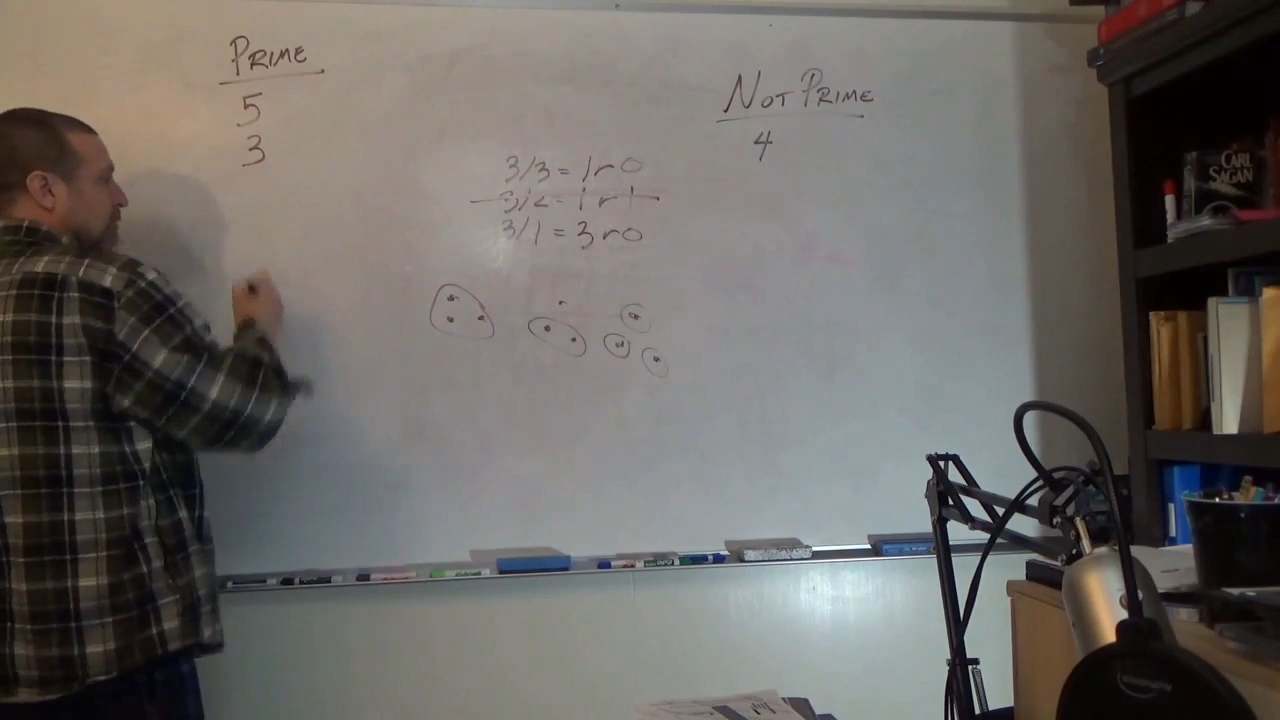 PRIME
5
3
NOT PRIME
4
3/3 = 1 r 0
3/2 = 1 r 1
3/1 = 3 r 0
CARL
SAGAN